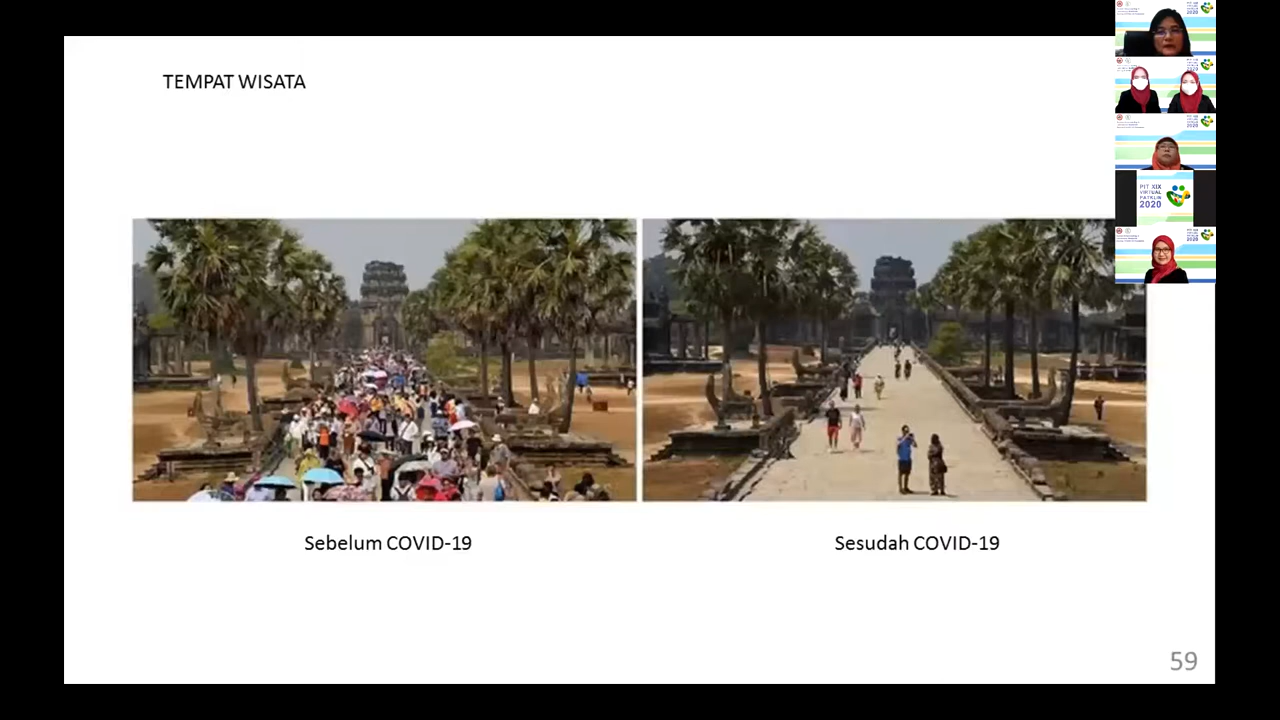 TEMPAT WISATA
Sebelum COVID-19
Sesudah COVID-19
59
PIT XIX
VIRTUAL
PATKLIN
2020